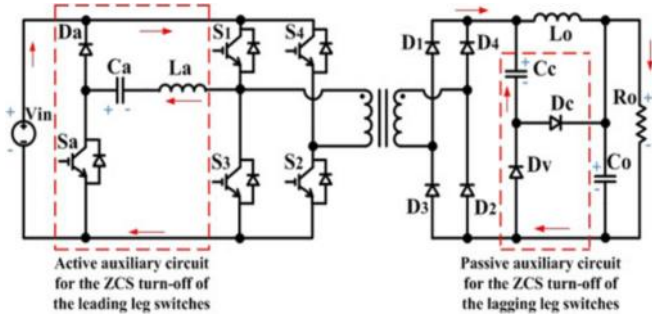 Da
S1
S4
Ca
La
Vin
Sa
S3
S2
D1
D4
Lo
Cc
Dc
Ro
Dv
Co
D3
D2
Active auxiliary circuit
for the ZCS turn-off of
the leading leg switches
Passive auxiliary circuit
for the ZCS turn-off of
the lagging leg switches